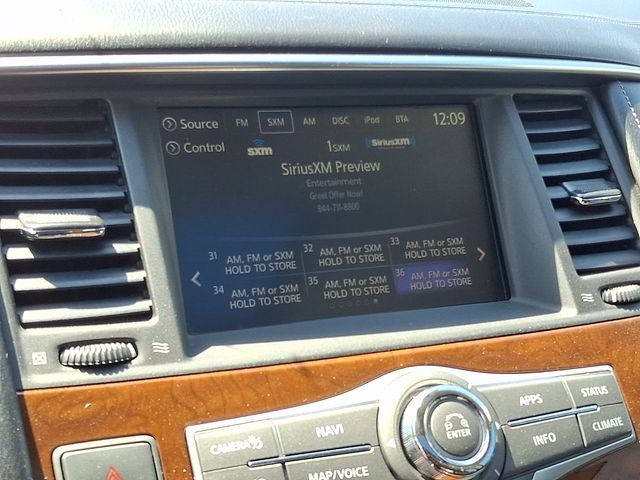 Source FM SXM AM DISC iPod BTA 12:09
Control sxm 1SXM SiriusXM
SiriusXM Preview
Entertainment
Great Offer Now!
844-711-8800
31 AM, FM or SXM HOLD TO STORE
32 AM, FM or SXM HOLD TO STORE
33 AM, FM or SXM HOLD TO STORE
34 AM, FM or SXM HOLD TO STORE
35 AM, FM or SXM HOLD TO STORE
36 AM, FM or SXM HOLD TO STORE
CAMERA NAVI
MAP/VOICE
ENTER
APPS STATUS
INFO CLIMATE